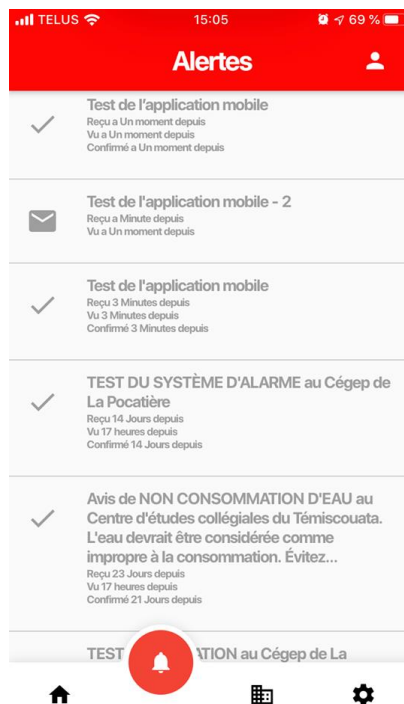 TELUS 15:05 69 %
Alertes
Test de l'application mobile
Reçu a Un moment depuis
Vu a Un moment depuis
Confirmé a Un moment depuis
Test de l'application mobile - 2
Reçu a Minute depuis
Vu a Un moment depuis
Test de l'application mobile
Reçu 3 Minutes depuis
Vu 3 Minutes depuis
Confirmé 3 Minutes depuis
TEST DU SYSTÈME D'ALARME au Cégep de
La Pocatière
Reçu 14 Jours depuis
Vu 17 heures depuis
Confirmé 14 Jours depuis
Avis de NON CONSOMMATION D'EAU au
Centre d'études collégiales du Témiscouata.
L'eau devrait être considérée comme
impropre à la consommation. Évitez...
Reçu 23 Jours depuis
Vu 17 heures depuis
Confirmé 21 Jours depuis
TEST ATION au Cégep de La